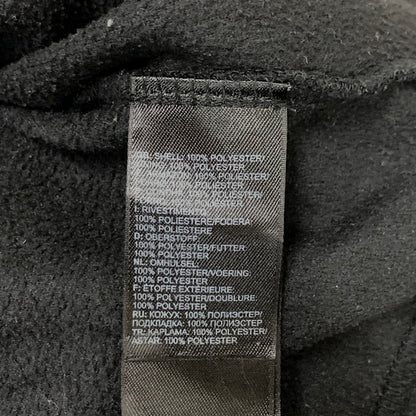 GB: SHELL: 100% POLYESTER/
100% POLYESTER
I: RIVESTIMENTO:
100% POLIESTERE/FODERA:
100% POLIESTERE
D: OBERSTOFF:
100% POLYESTER/FUTTER
100% POLYESTER
NL: OMHULSEL:
100% POLYESTER/VOERING:
100% POLYESTER
F: ÉTOFFE EXTÉRIEURE:
100% POLYESTER/DOUBLURE:
100% POLYESTER
RU: КОЖУХ: 100% ПОЛИЭСТЕР/
ПОДКЛАДКА: 100% ПОЛИЭСТЕР
TR: KAPLAMA: 100% POLYESTER/
ASTAR: 100% POLYESTER